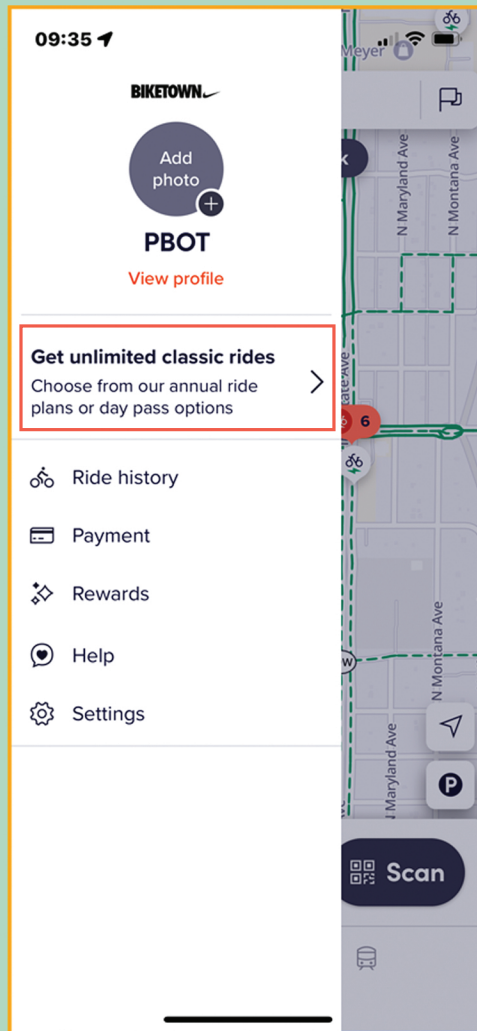 09:35
Meyer
BIKETOWN
Add
photo
PBOT
View profile
Get unlimited classic rides
Choose from our annual ride
plans or day pass options
Ride history
Payment
Rewards
Help
Settings
N Maryland Ave
N Montana Ave
6
N Montana Ave
N Maryland Ave
P
Scan